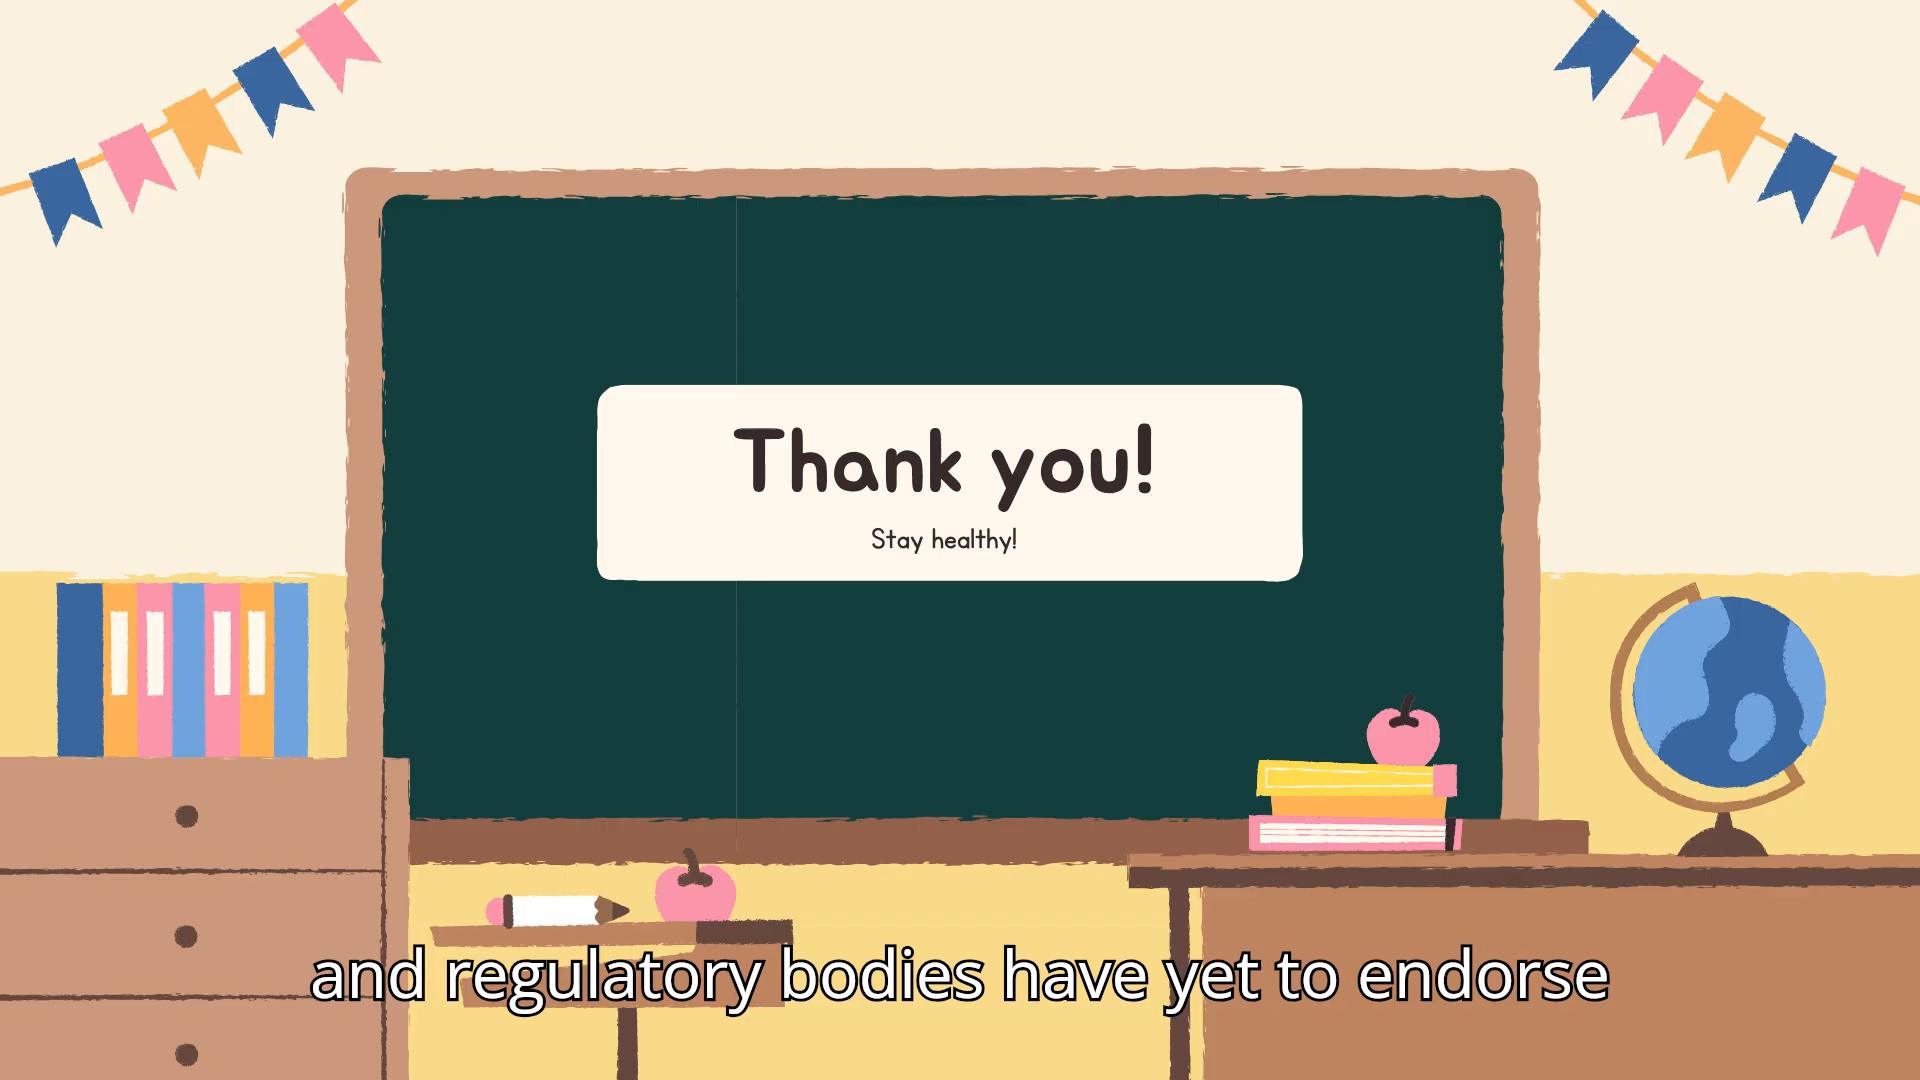 Thank you!
Stay healthy!
and regulatory bodies have yet to endorse